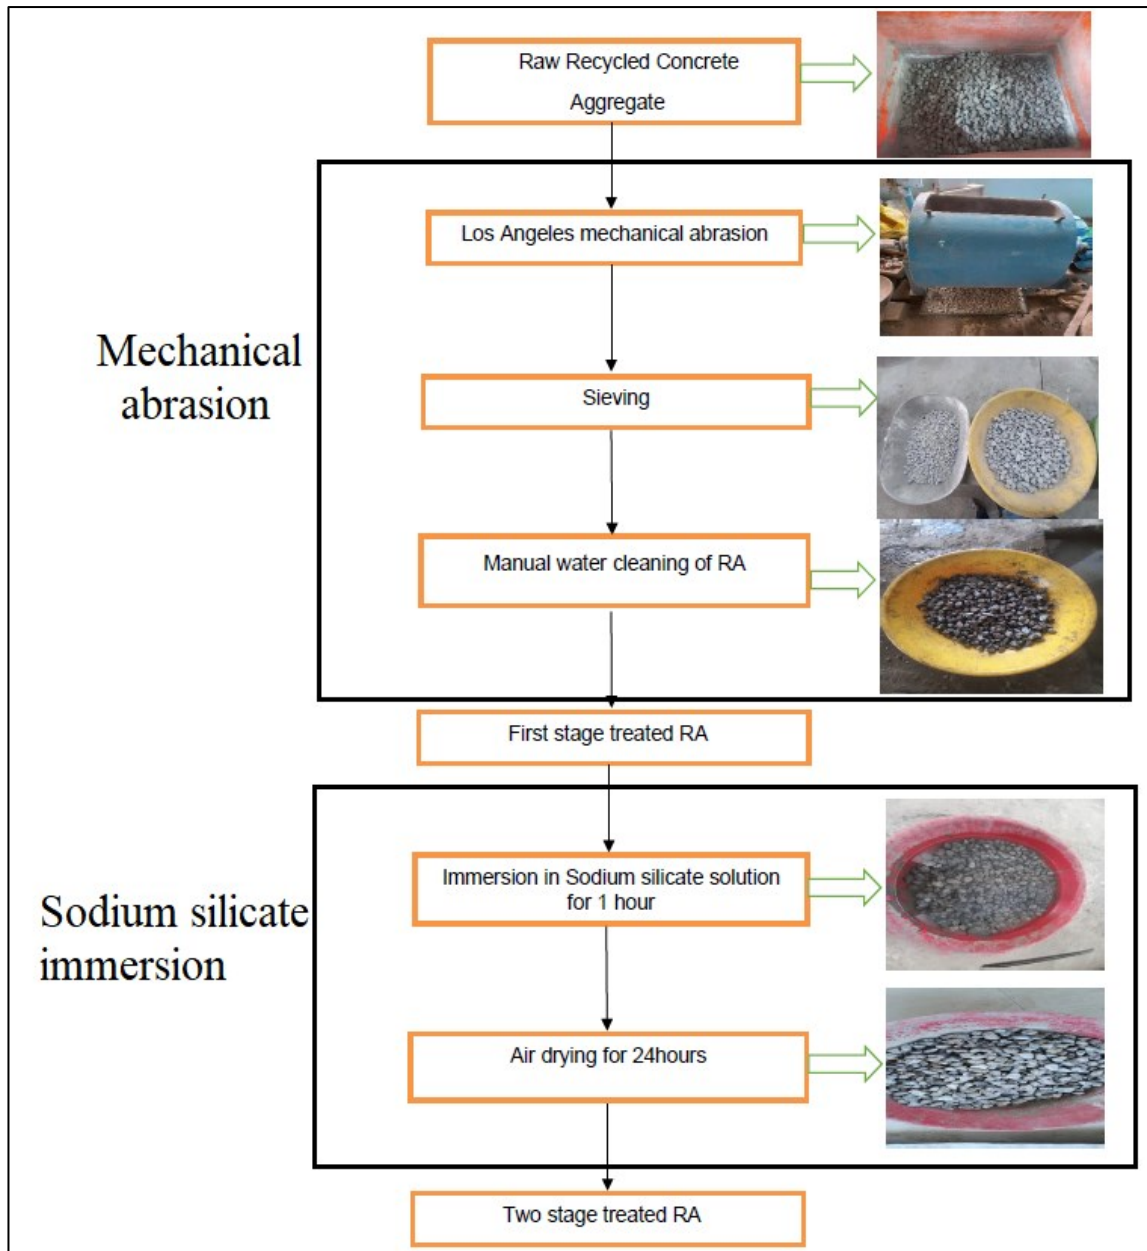 Raw Recycled Concrete
Aggregate
Los Angeles mechanical abrasion
Mechanical
abrasion
Sieving
Manual water cleaning of RA
First stage treated RA
Immersion in Sodium silicate solution
for 1 hour
Sodium silicate
immersion
Air drying for 24hours
Two stage treated RA